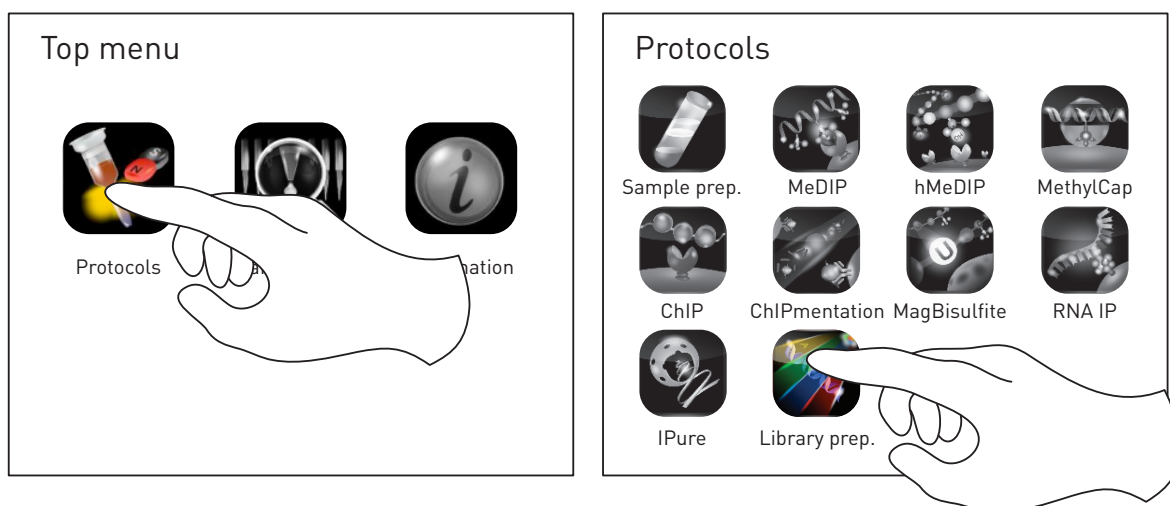 Top menu
Protocols
Protocols
Sample prep. MeDIP hMeDIP MethylCap
ChIP ChIPmentation MagBisulfite RNA IP
IPure Library prep.